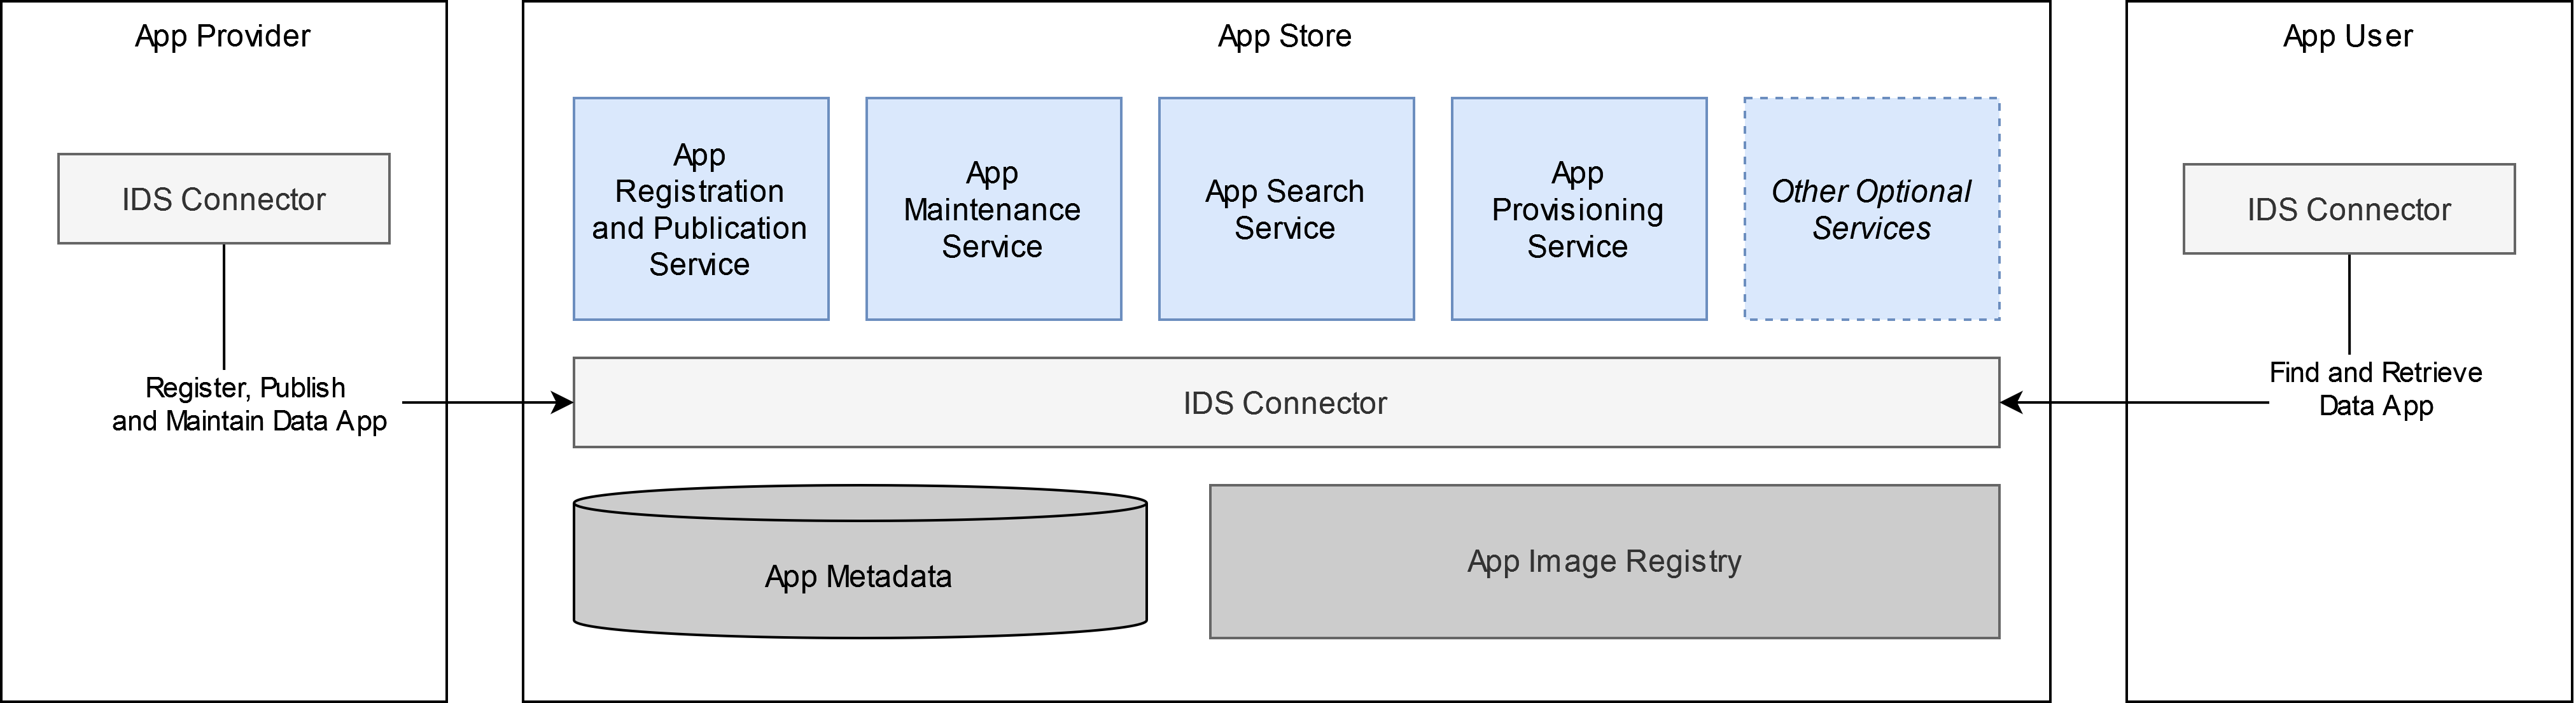 App Provider
IDS Connector
Register, Publish
and Maintain Data App
App Store
App
Registration
and Publication
Service
App
Maintenance
Service
App Search
Service
App
Provisioning
Service
Other Optional
Services
IDS Connector
App Metadata
App Image Registry
App User
IDS Connector
Find and Retrieve
Data App